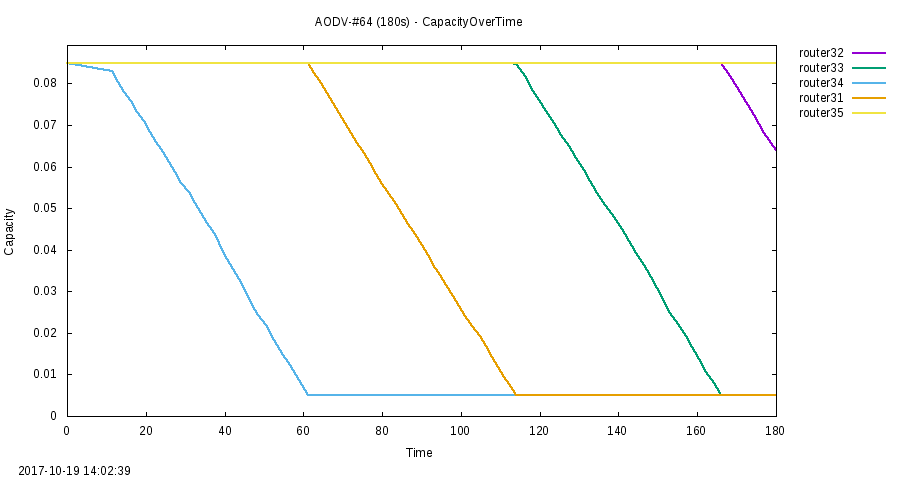 AODV-#64 (180s) - CapacityOverTime
router32
router33
router34
router31
router35
Capacity
0.08
0.07
0.06
0.05
0.04
0.03
0.02
0.01
0
0 20 40 60 80 100 120 140 160 180
Time
2017-10-19 14:02:39